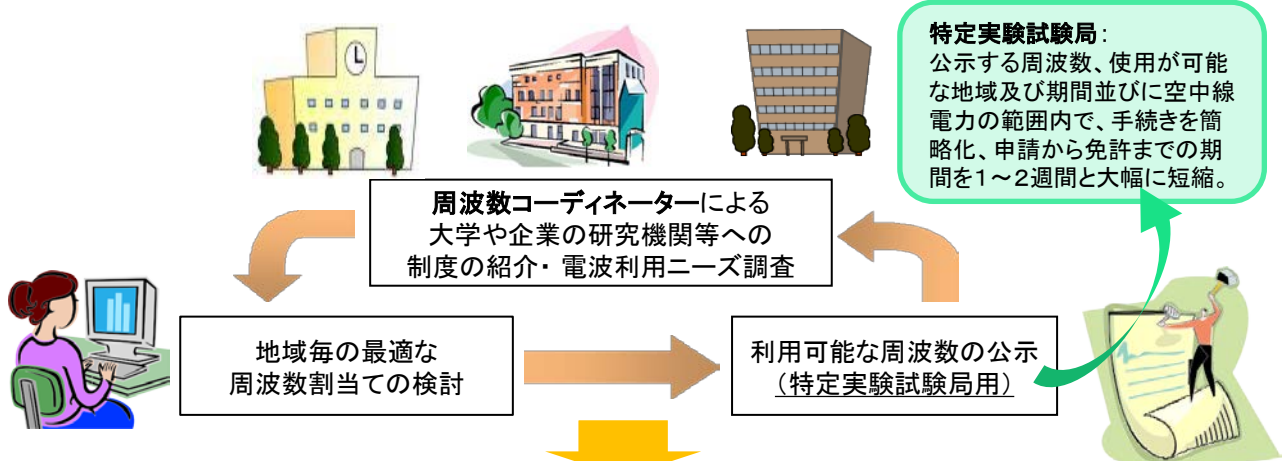 特定実験試験局：
公示する周波数、使用が可能
な地域及び期間並びに空中線
電力の範囲内で、手続きを簡
略化、申請から免許までの期
間を１～２週間と大幅に短縮。
周波数コーディネーターによる
大学や企業の研究機関等への
制度の紹介・ 電波利用ニーズ調査
地域毎の最適な
周波数割当ての検討
利用可能な周波数の公示
（特定実験試験局用）